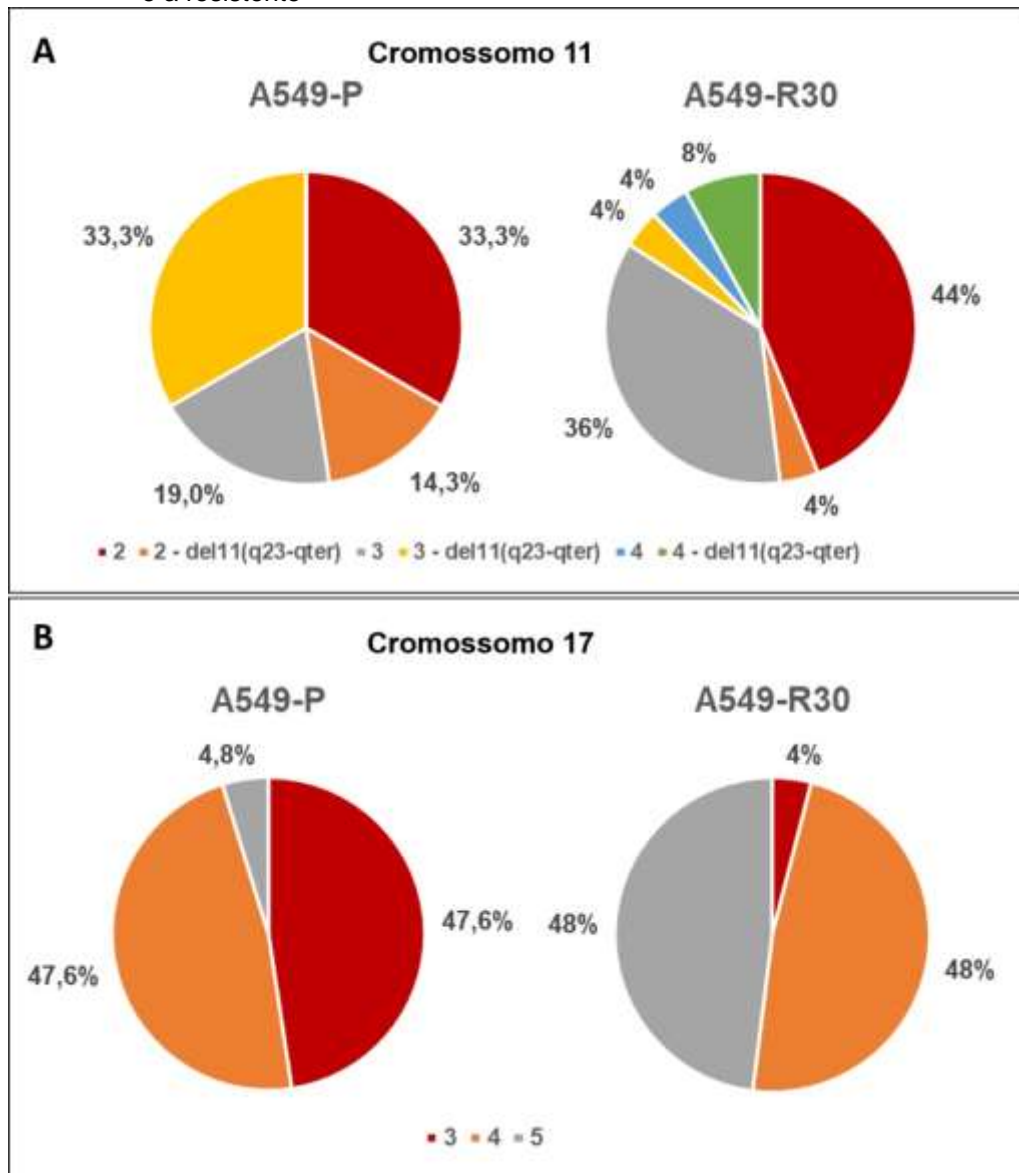 e a resistente
A
Cromossomo 11
A549-P
A549-R30
33,3%
33,3%
14,3%
19,0%
8%
4%
4%
44%
36%
4%
2 2 - del11(q23-qter) 3 3 - del11(q23-qter) 4 4 - del11(q23-qter)
B
Cromossomo 17
A549-P
A549-R30
4,8%
47,6%
47,6%
4%
48%
48%
3 4 5